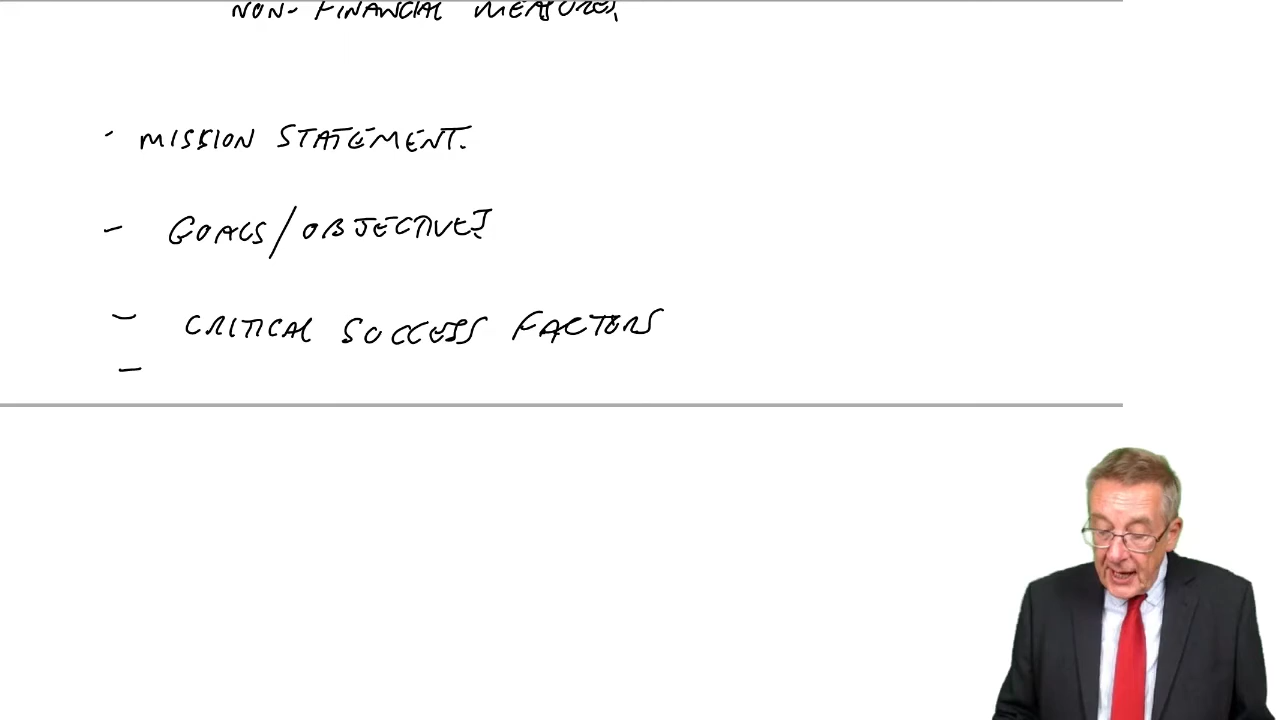 NON- FINANCIAL MEASURES
- MISSION STATEMENT.
- GOALS/OBJECTIVES
- CRITICAL SUCCESS FACTORS
-